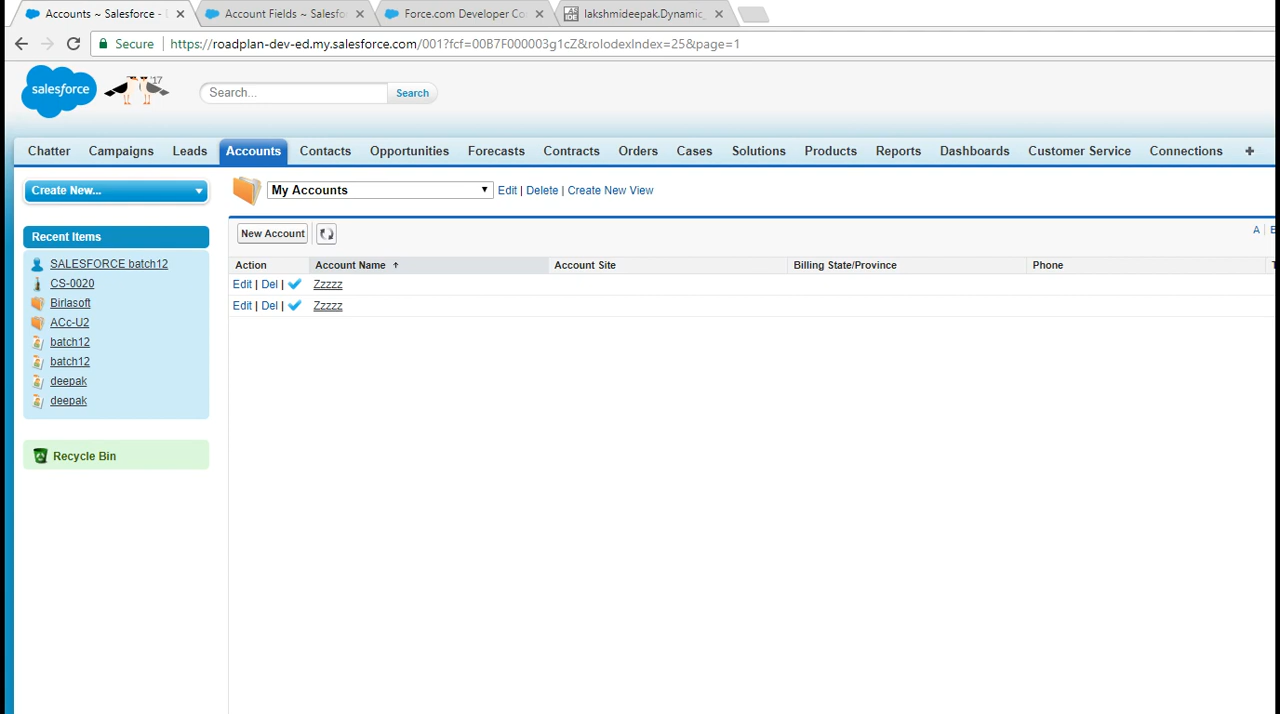 Accounts ~ Salesforce -
Account Fields ~ Salesfo
Force.com Developer Co
lakshmideepak.Dynamic_
Secure https://roadplan-dev-ed.my.salesforce.com/001?fcf=00B7F000003g1cZ&rolodexIndex=25&page=1
salesforce
'17
Search...
Search
Chatter Campaigns Leads Accounts Contacts Opportunities Forecasts Contracts Orders Cases Solutions Products Reports Dashboards Customer Service Connections +
Create New...
My Accounts
Edit | Delete | Create New View
Recent Items
SALESFORCE batch12
CS-0020
Birlasoft
ACc-U2
batch12
batch12
deepak
deepak
Recycle Bin
New Account
A |
Action Account Name Account Site Billing State/Province Phone
Edit | Del | Zzzzz
Edit | Del | Zzzzz